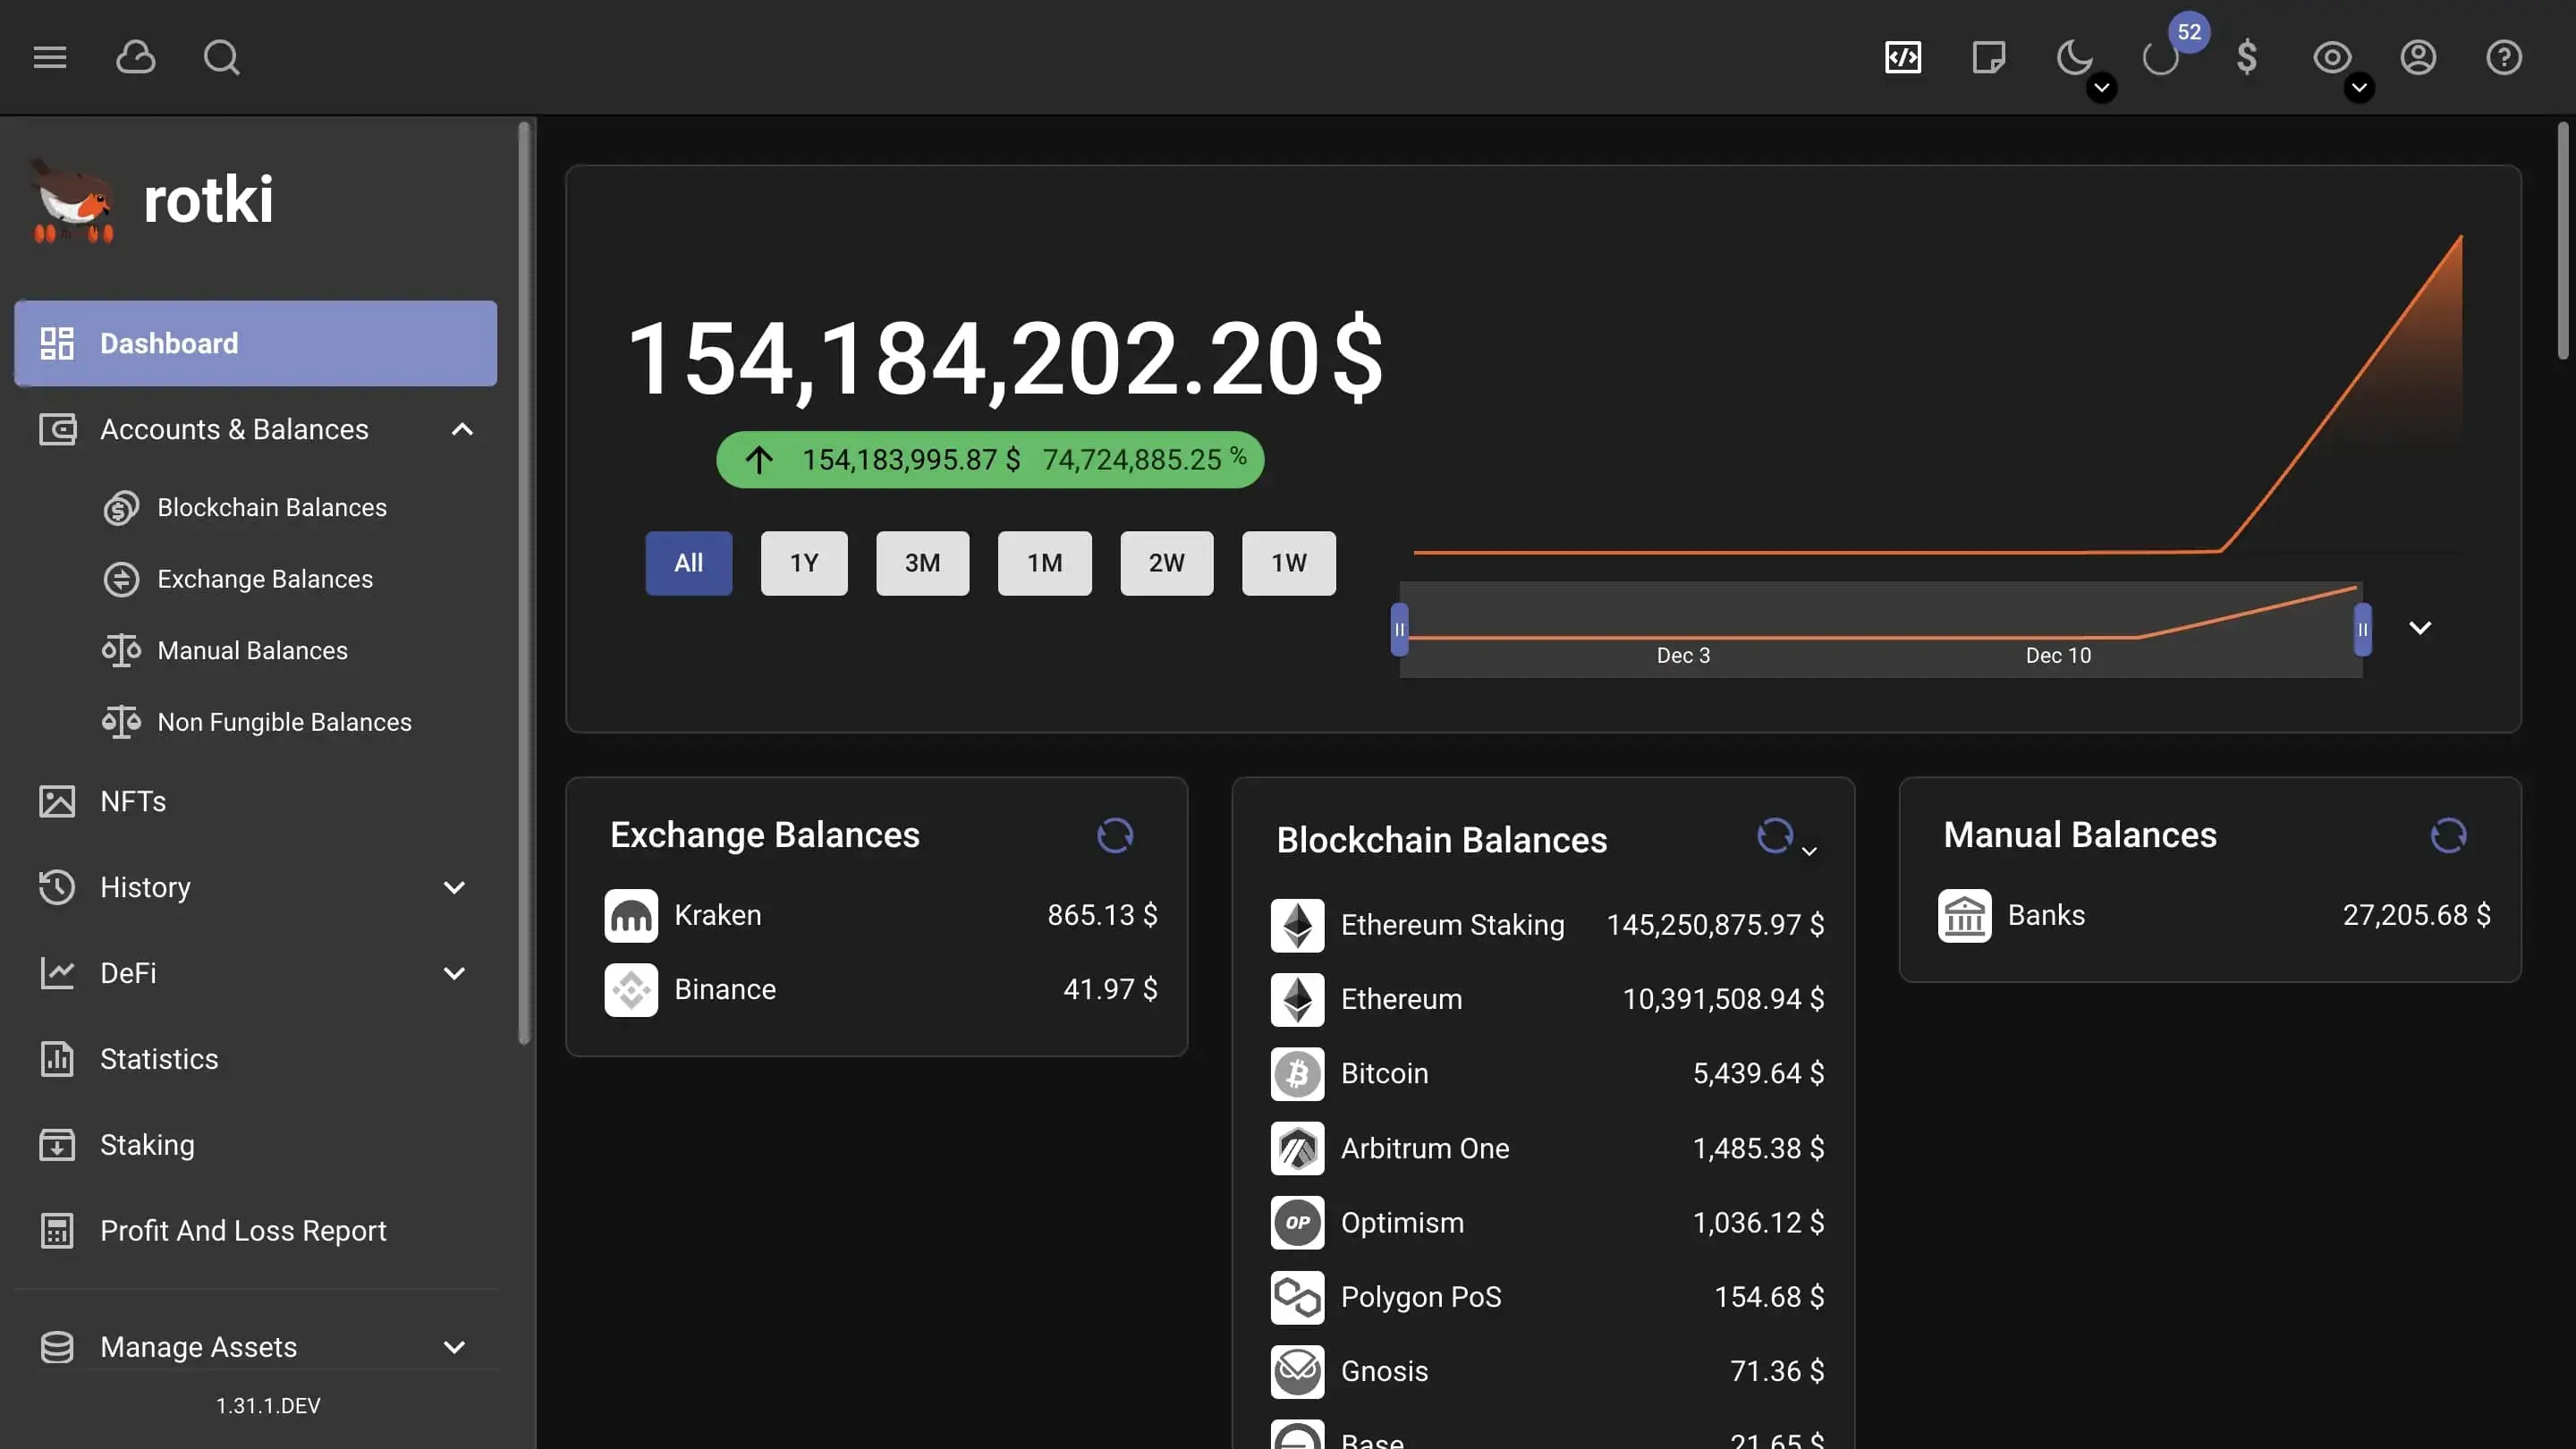 52
rotki
Dashboard
Accounts & Balances
Blockchain Balances
Exchange Balances
Manual Balances
Non Fungible Balances
NFTs
History
DeFi
Statistics
Staking
Profit And Loss Report
Manage Assets
1.31.1.DEV
154,184,202.20$
154,183,995.87 $ 74,724,885.25 %
All 1Y 3M 1M 2W 1W
Dec 3 Dec 10
Exchange Balances
Kraken 865.13 $
Binance 41.97 $
Blockchain Balances
Ethereum Staking 145,250,875.97 $
Ethereum 10,391,508.94 $
Bitcoin 5,439.64 $
Arbitrum One 1,485.38 $
OP Optimism 1,036.12 $
Polygon PoS 154.68 $
Gnosis 71.36 $
Base 21.65 $
Manual Balances
Banks 27,205.68 $